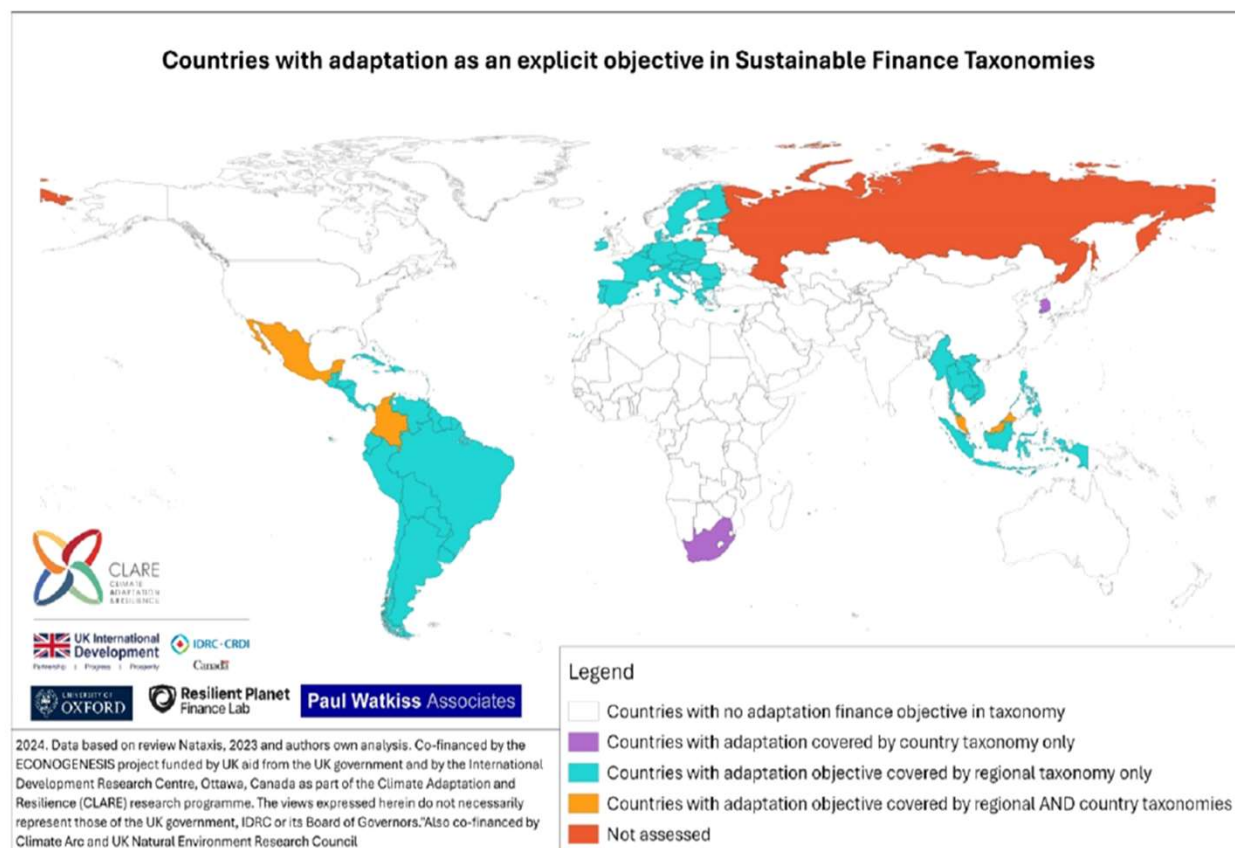 Countries with adaptation as an explicit objective in Sustainable Finance Taxonomies
CLARE
CLIMATE
ADAPTATION
&RESILIENCE
UK International
Development
Partnership | Progress | Prosperity
IDRC · CRDI
Canada
UNIVERSITY OF
OXFORD
Resilient Planet
Finance Lab
Paul Watkiss Associates
2024. Data based on review Nataxis, 2023 and authors own analysis. Co-financed by the
ECONOGENESIS project funded by UK aid from the UK government and by the International
Development Research Centre, Ottawa, Canada as part of the Climate Adaptation and
Resilience (CLARE) research programme. The views expressed herein do not necessarily
represent those of the UK government, IDRC or its Board of Governors."Also co-financed by
Climate Arc and UK Natural Environment Research Council
Legend
Countries with no adaptation finance objective in taxonomy
Countries with adaptation covered by country taxonomy only
Countries with adaptation objective covered by regional taxonomy only
Countries with adaptation objective covered by regional AND country taxonomies
Not assessed